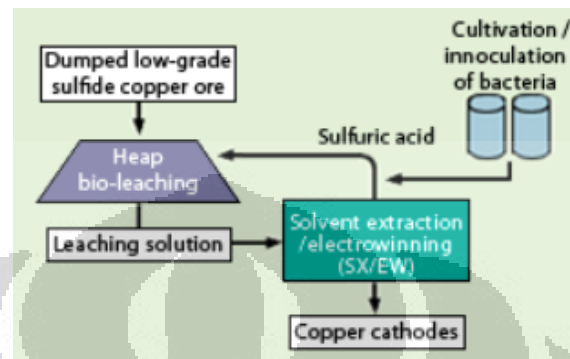 Dumped low-grade
sulfide copper ore
Cultivation /
innoculation
of bacteria
Sulfuric acid
Heap
bio-leaching
Leaching solution
Solvent extraction
/electrowinning
(SX/EW)
Copper cathodes